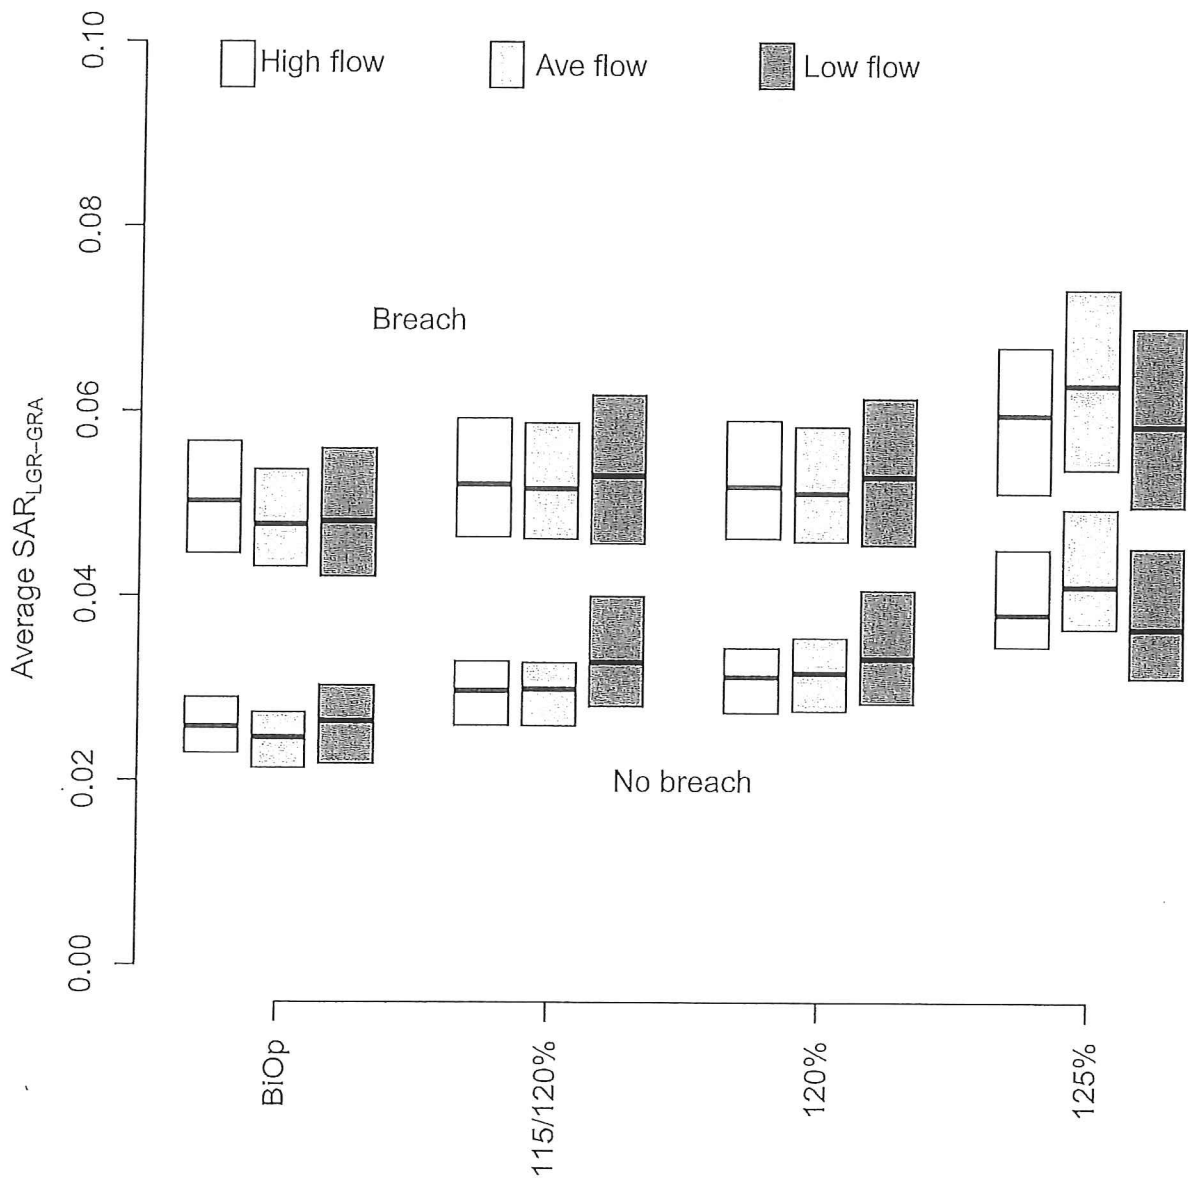 High flow
Ave flow
Low flow
0.10
0.08
0.06
0.04
0.02
0.00
Average SAR_LGR–GRA
Breach
No breach
BiOp
115/120%
120%
125%